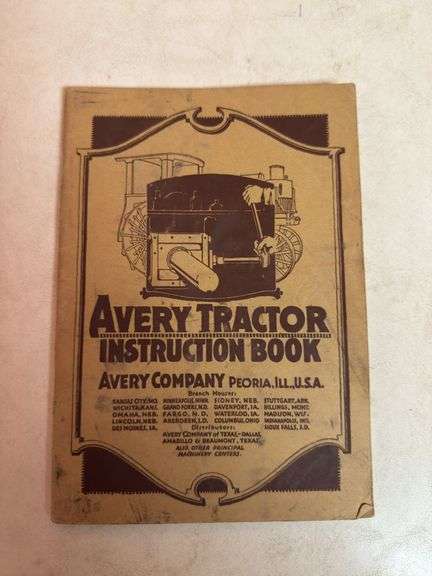 AVERY TRACTOR
INSTRUCTION BOOK
AVERY COMPANY PEORIA, ILL., U.S.A.
Branch Houses:
KANSAS CITY, MO. MINNEAPOLIS, MINN. SIDNEY, NEB. STUTTGART, ARK.
WICHITA, KANS. GRAND FORKS, N.D. DAVENPORT, IA. BILLINGS, MONT.
OMAHA, NEB. FARGO, N.D. WATERLOO, IA. MADISON, WIS.
LINCOLN, NEB. ABERDEEN, S.D. COLUMBUS, OHIO INDIANAPOLIS, IND.
DES MOINES, IA. SIOUX FALLS, S.D.
Distributors:
AVERY COMPANY OF TEXAS-DALLAS,
AMARILLO & BEAUMONT, TEXAS
ALSO OTHER PRINCIPAL
MACHINERY CENTERS.